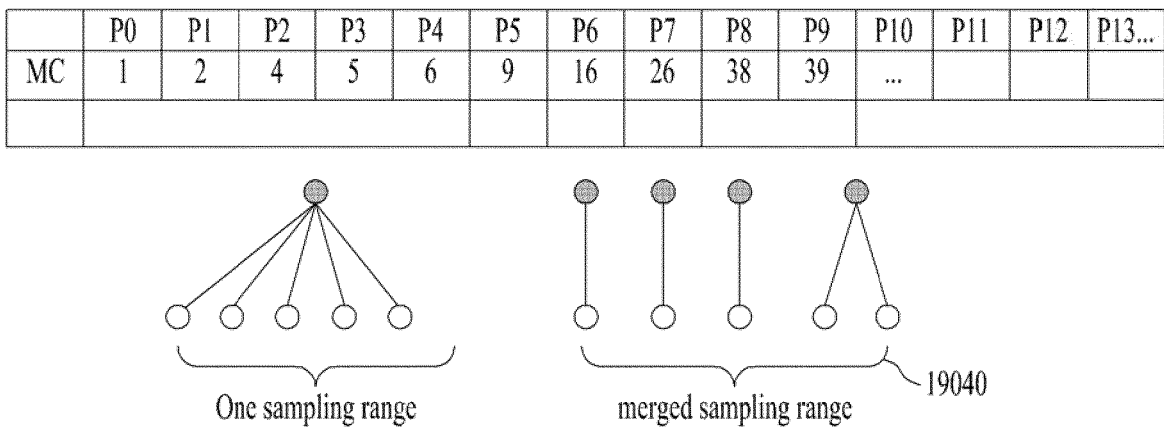 P0 P1 P2 P3 P4 P5 P6 P7 P8 P9 P10 P11 P12 P13...
MC 1 2 4 5 6 9 16 26 38 39 ...
19040
One sampling range merged sampling range